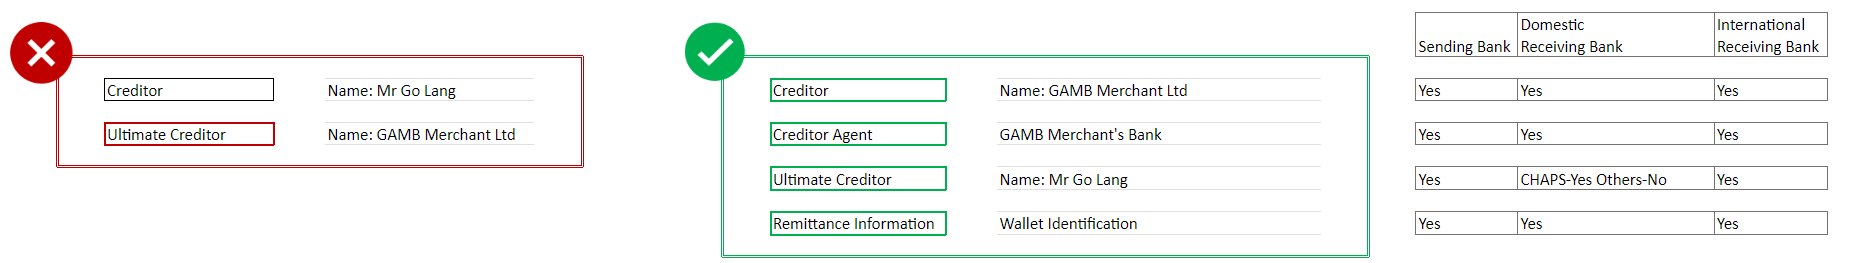 Creditor Name: Mr Go Lang
Ultimate Creditor Name: GAMB Merchant Ltd
Domestic International
Sending Bank Receiving Bank Receiving Bank
Creditor Name: GAMB Merchant Ltd Yes Yes Yes
Creditor Agent GAMB Merchant's Bank Yes Yes Yes
Ultimate Creditor Name: Mr Go Lang Yes CHAPS-Yes Others-No Yes
Remittance Information Wallet Identification Yes Yes Yes